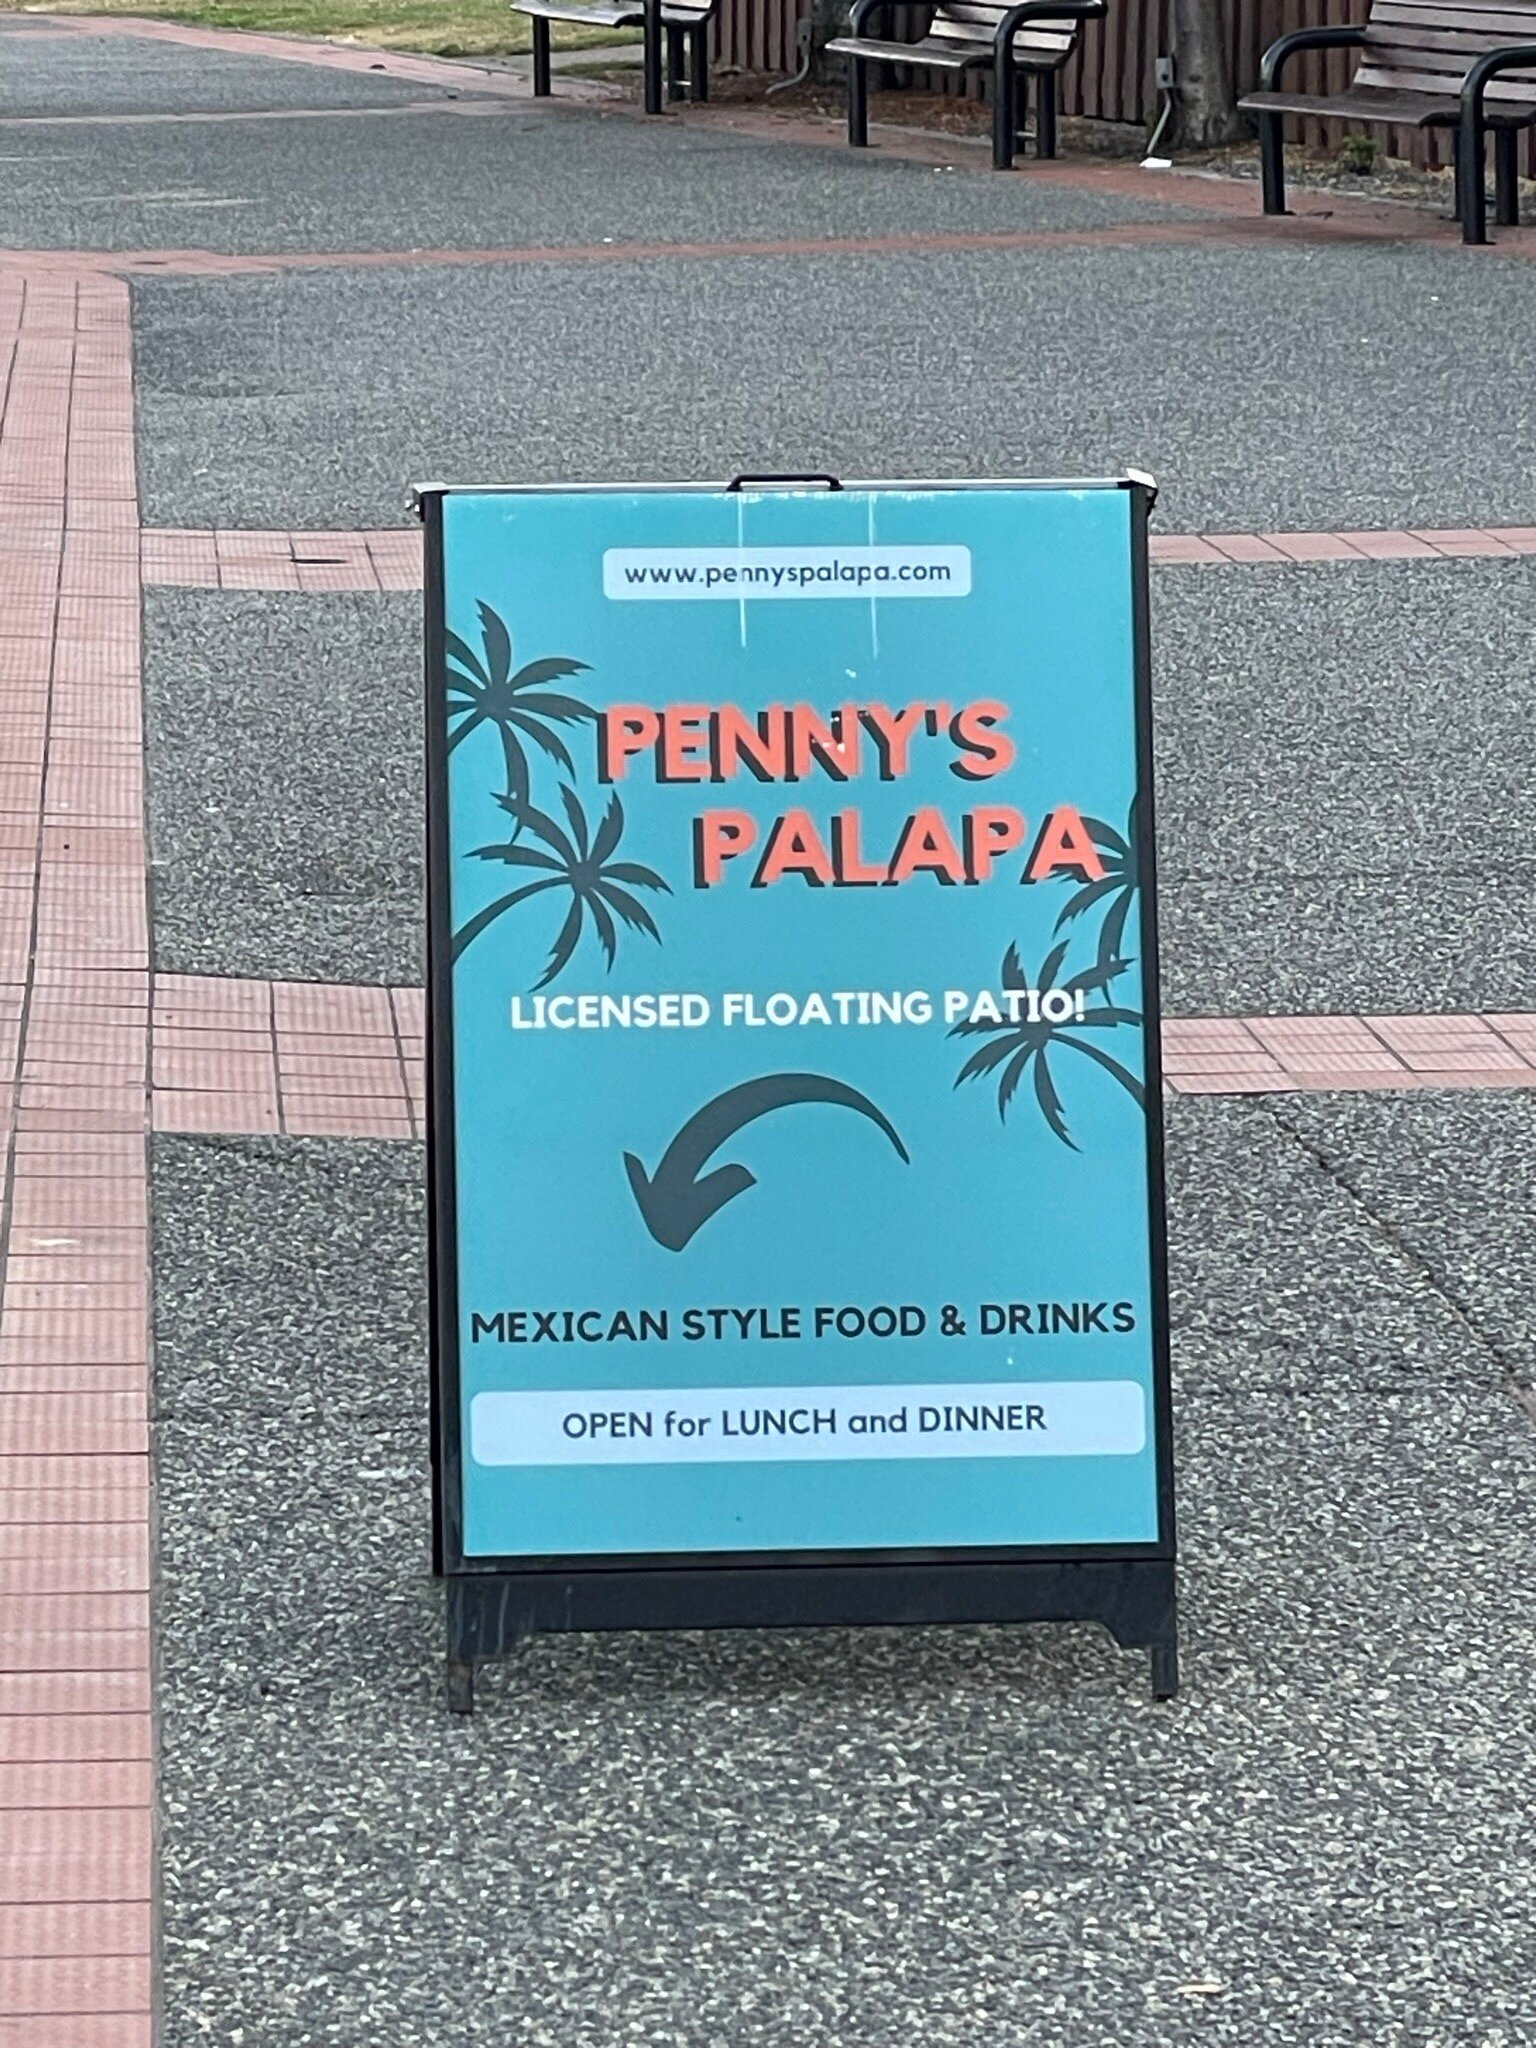 www.pennyspalapa.com
PENNY'S
PALAPA
LICENSED FLOATING PATIO!
MEXICAN STYLE FOOD & DRINKS
OPEN for LUNCH and DINNER